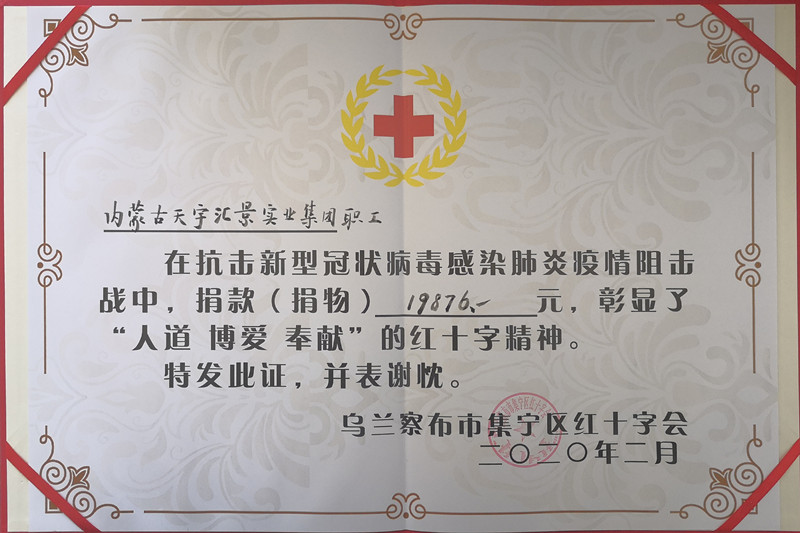 内蒙古天宇汇景实业集团职工
在抗击新型冠状病毒感染肺炎疫情阻击
战中，捐款（捐物）19876.- 元，彰显了
“人道 博爱 奉献”的红十字精神。
特发此证，并表谢忱。
乌兰察布市集宁区红十字会
二〇二〇年二月